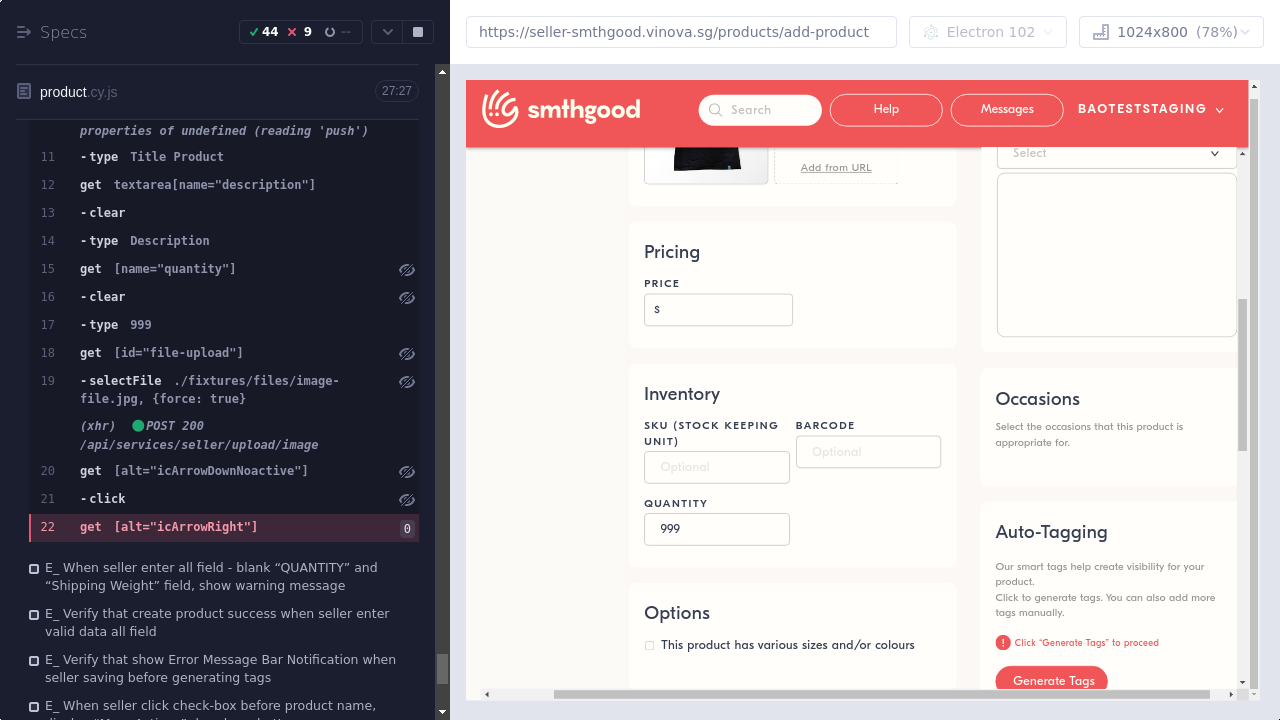 Specs
44
9
--
https://seller-smthgood.vinova.sg/products/add-product
Electron 102
1024x800 (78%)
product.cy.js
27:27
properties of undefined (reading 'push')
11 -type Title Product
12 get textarea[name="description"]
13 -clear
14 -type Description
15 get [name="quantity"]
16 -clear
17 -type 999
18 get [id="file-upload"]
19 -selectFile ./fixtures/files/image-
file.jpg, {force: true}
(xhr) POST 200
/api/services/seller/upload/image
20 get [alt="icArrowDownNoactive"]
21 -click
22 get [alt="icArrowRight"] 0
E_ When seller enter all field - blank “QUANTITY” and
“Shipping Weight” field, show warning message
E_ Verify that create product success when seller enter
valid data all field
E_ Verify that show Error Message Bar Notification when
seller saving before generating tags
E_ When seller click check-box before product name,
smthgood
Search
Help
Messages
BAOTESTSTAGING
Add from URL
Select
Pricing
PRICE
$
Inventory
SKU (STOCK KEEPING
UNIT)
BARCODE
Optional
Optional
QUANTITY
999
Options
This product has various sizes and/or colours
Occasions
Select the occasions that this product is
appropriate for.
Auto-Tagging
Our smart tags help create visibility for your
product.
Click to generate tags. You can also add more
tags manually.
! Click “Generate Tags” to proceed
Generate Tags